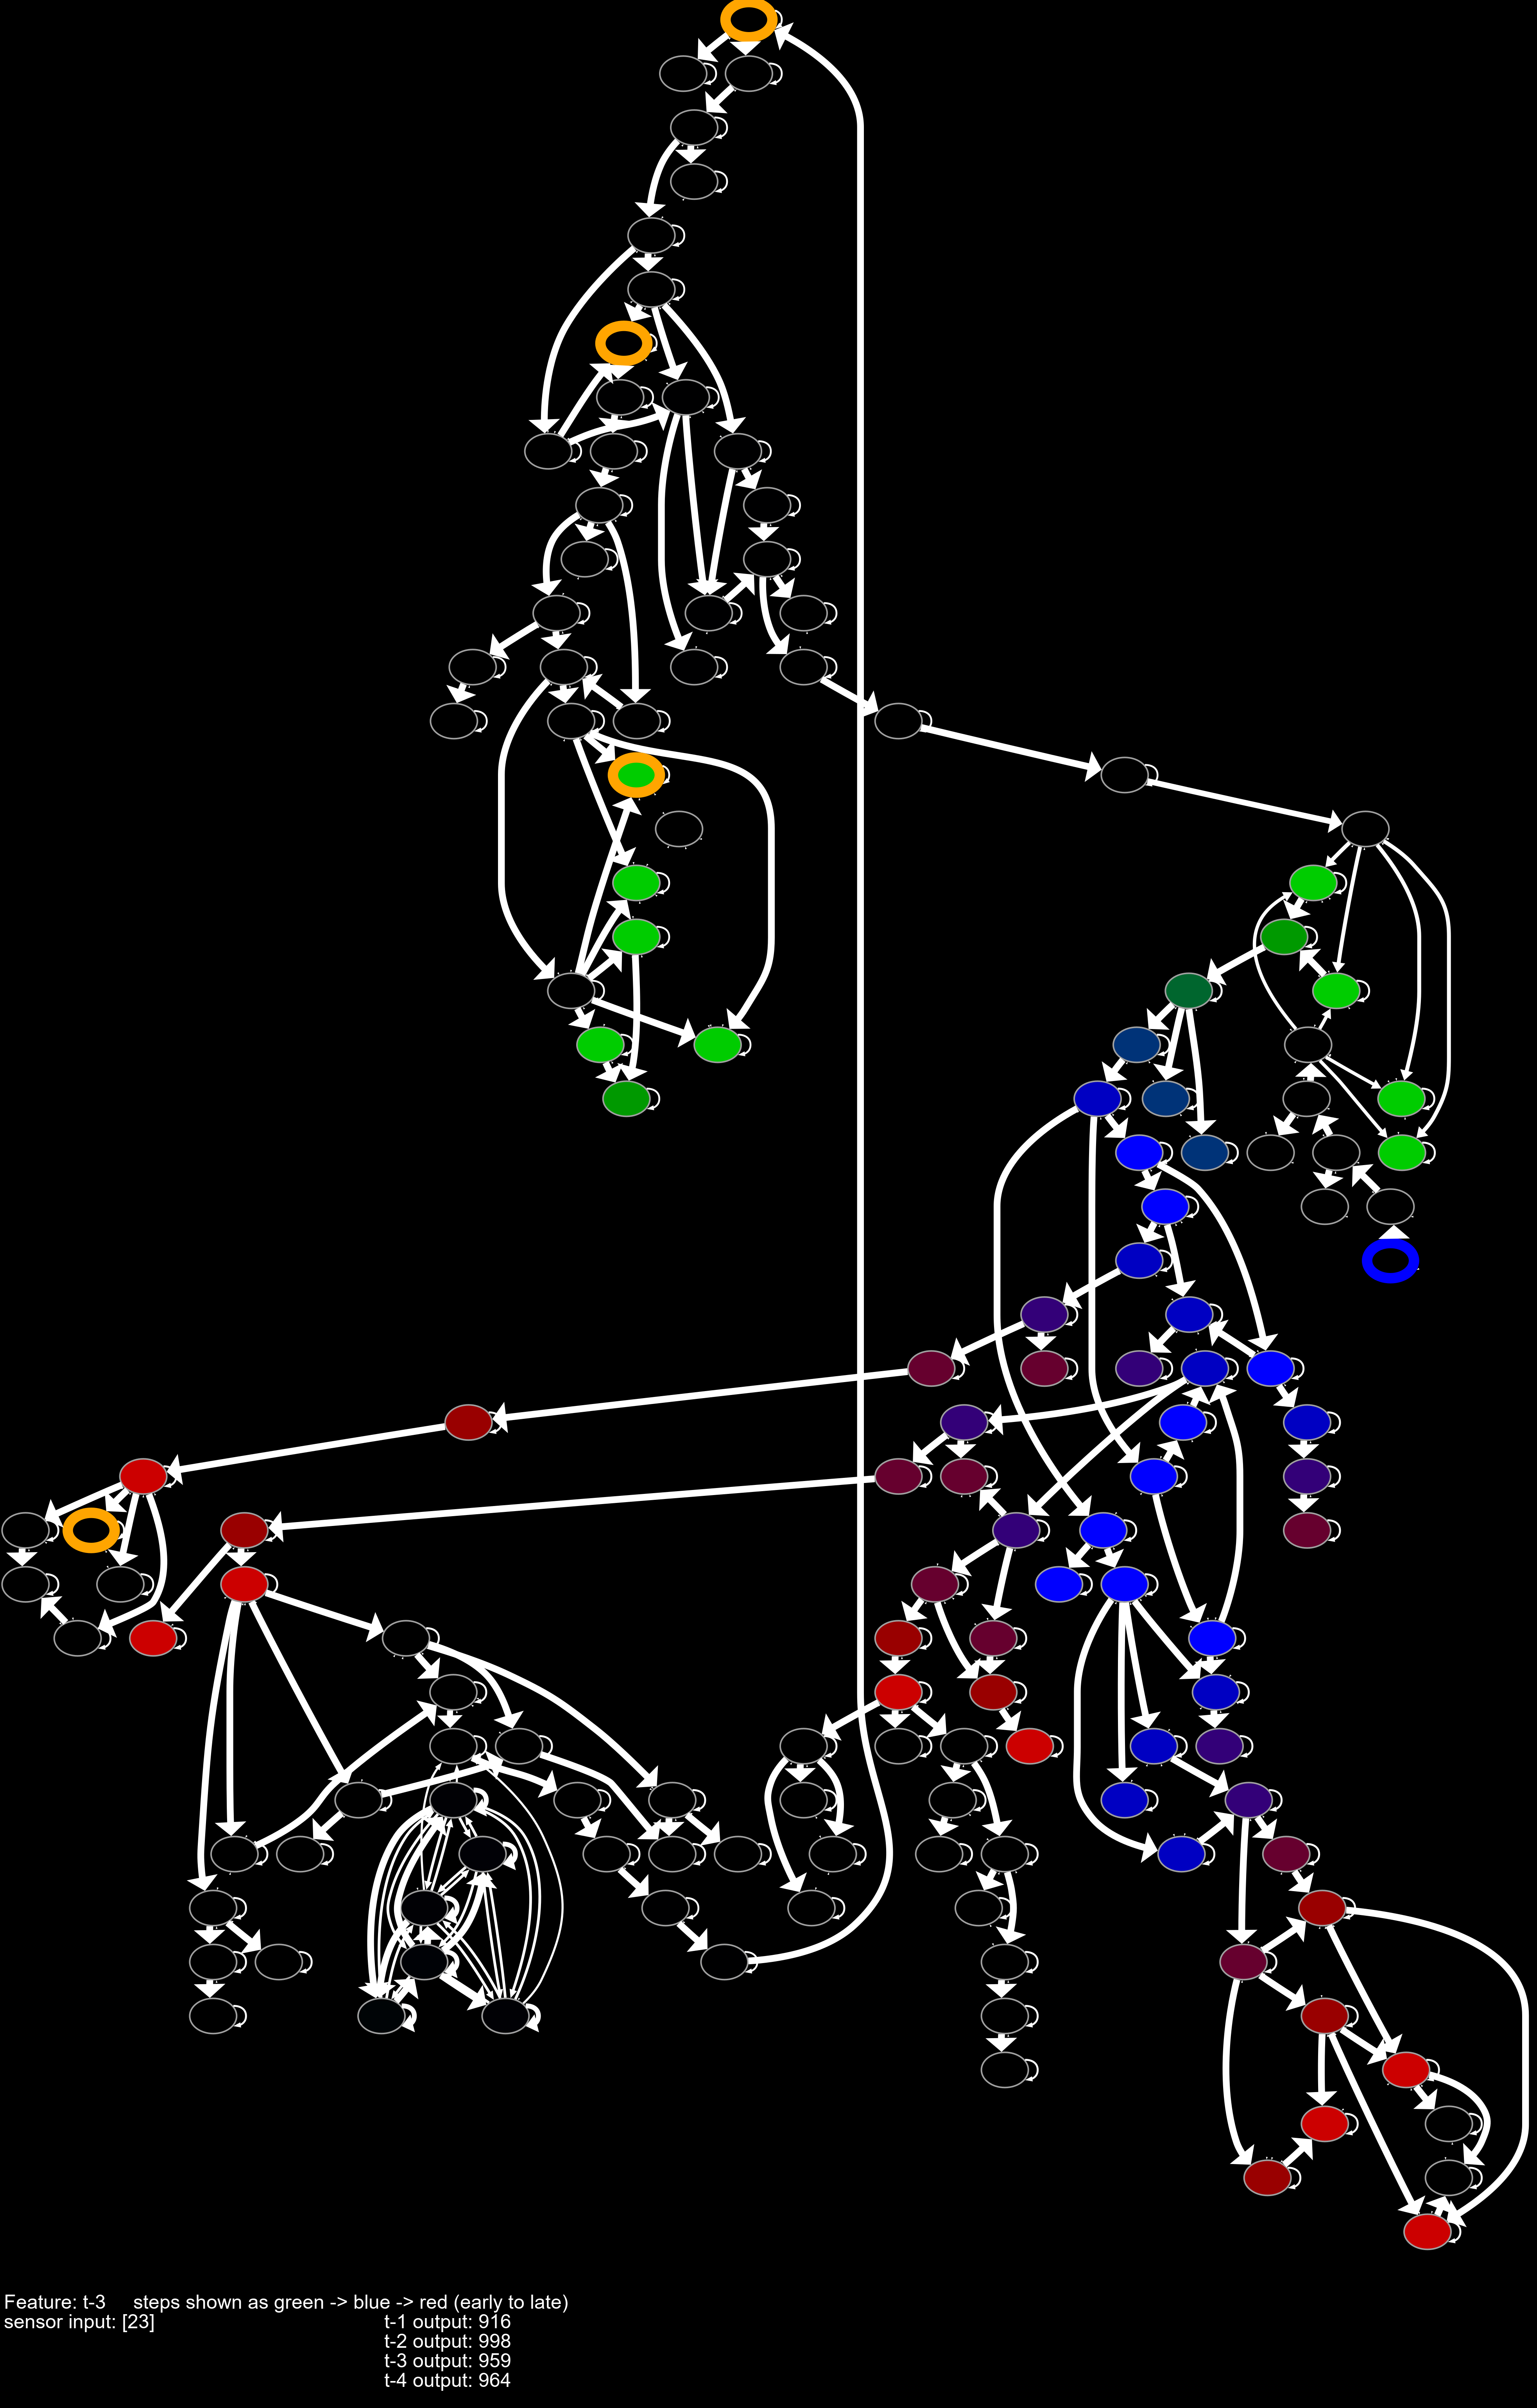 Feature: t-3 steps shown as green -> blue -> red (early to late)
sensor input: [23] t-1 output: 916
t-2 output: 998
t-3 output: 959
t-4 output: 964